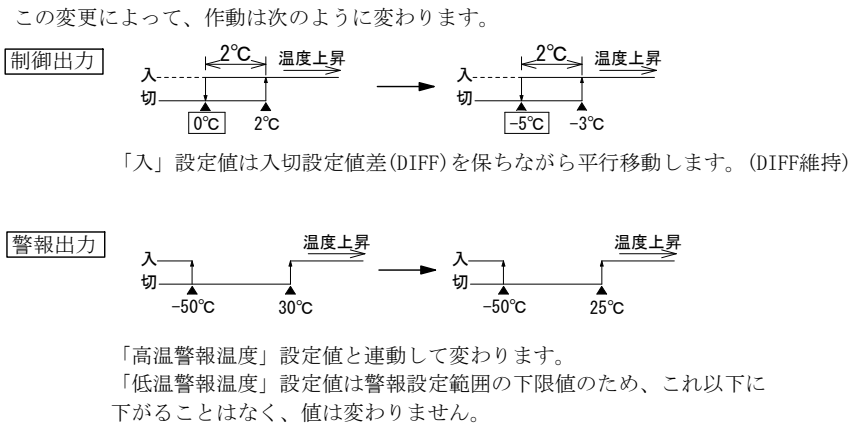 この変更によって、作動は次のように変わります。
制御出力
2℃ 温度上昇 2℃ 温度上昇
入 入
切 切
0℃ 2℃ -5℃ -3℃
「入」設定値は入切設定値差(DIFF)を保ちながら平行移動します。(DIFF維持)
警報出力
温度上昇 温度上昇
入 入
切 切
-50℃ 30℃ -50℃ 25℃
「高温警報温度」設定値と連動して変わります。
「低温警報温度」設定値は警報設定範囲の下限値のため、これ以下に
下がることはなく、値は変わりません。